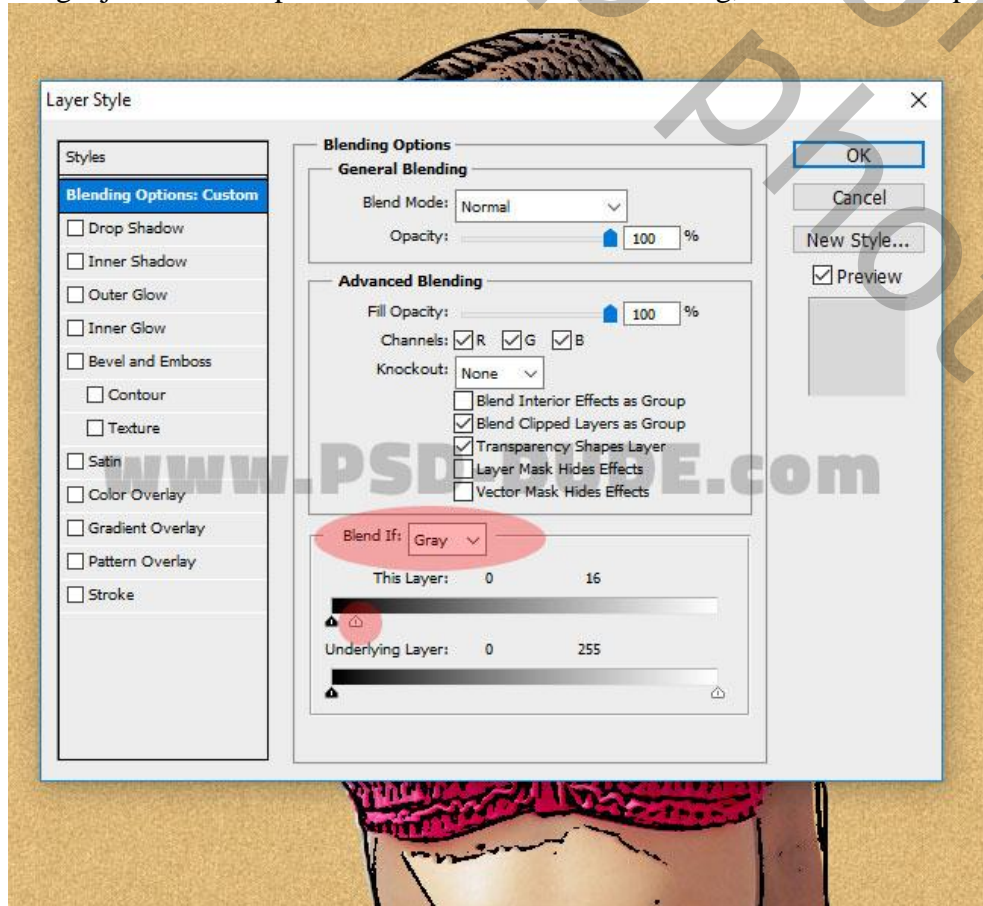 Layer Style
Styles
Blending Options: Custom
Drop Shadow
Inner Shadow
Outer Glow
Inner Glow
Bevel and Emboss
Contour
Texture
Satin
Color Overlay
Gradient Overlay
Pattern Overlay
Stroke
Blending Options
General Blending
Blend Mode: Normal
Opacity: 100 %
Advanced Blending
Fill Opacity: 100 %
Channels: R G B
Knockout: None
Blend Interior Effects as Group
Blend Clipped Layers as Group
Transparency Shapes Layer
Layer Mask Hides Effects
Vector Mask Hides Effects
Blend If: Gray
This Layer: 0 16
Underlying Layer: 0 255
OK
Cancel
New Style...
Preview
www.PSD-DUDE.com